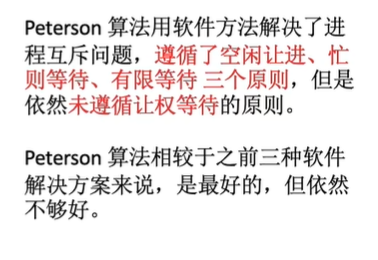 Peterson 算法用软件方法解决了进
程互斥问题，遵循了空闲让进、忙
则等待、有限等待 三个原则，但是
依然未遵循让权等待的原则。
Peterson 算法相较于之前三种软件
解决方案来说，是最好的，但依然
不够好。